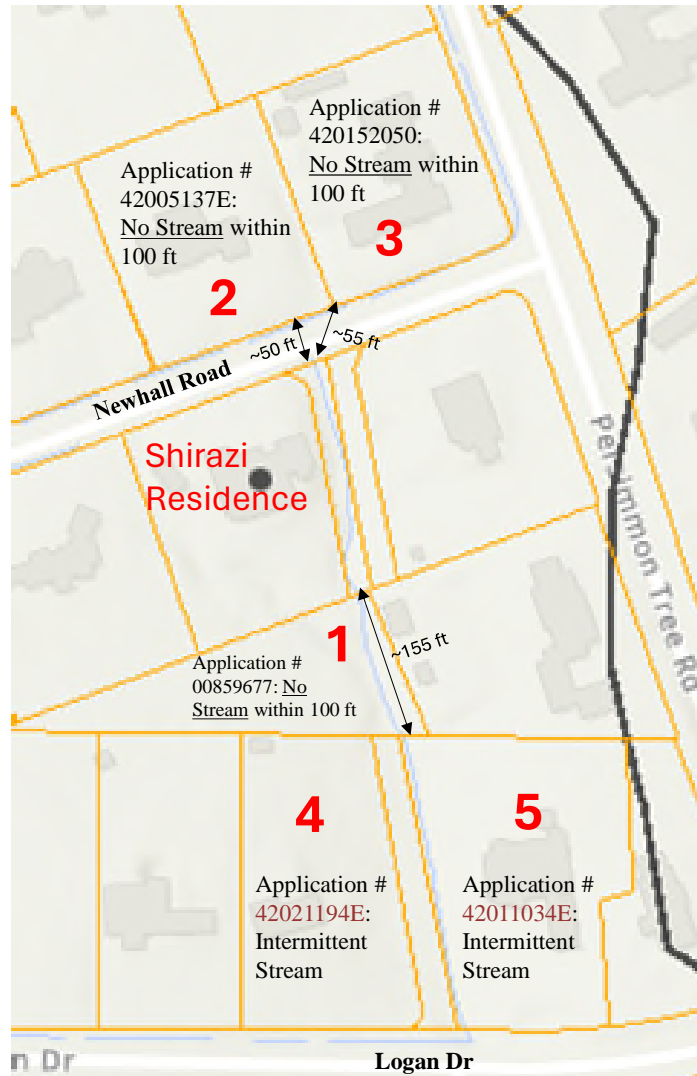 Application #
420152050:
No Stream within
100 ft
3
Application #
42005137E:
No Stream within
100 ft
2
~50 ft
~55 ft
Newhall Road
Shirazi
Residence
Persimmon Tree Ro
1
~155 ft
Application #
00859677: No
Stream within 100 ft
4
5
Application #
42021194E:
Intermittent
Stream
Application #
42011034E:
Intermittent
Stream
n Dr
Logan Dr